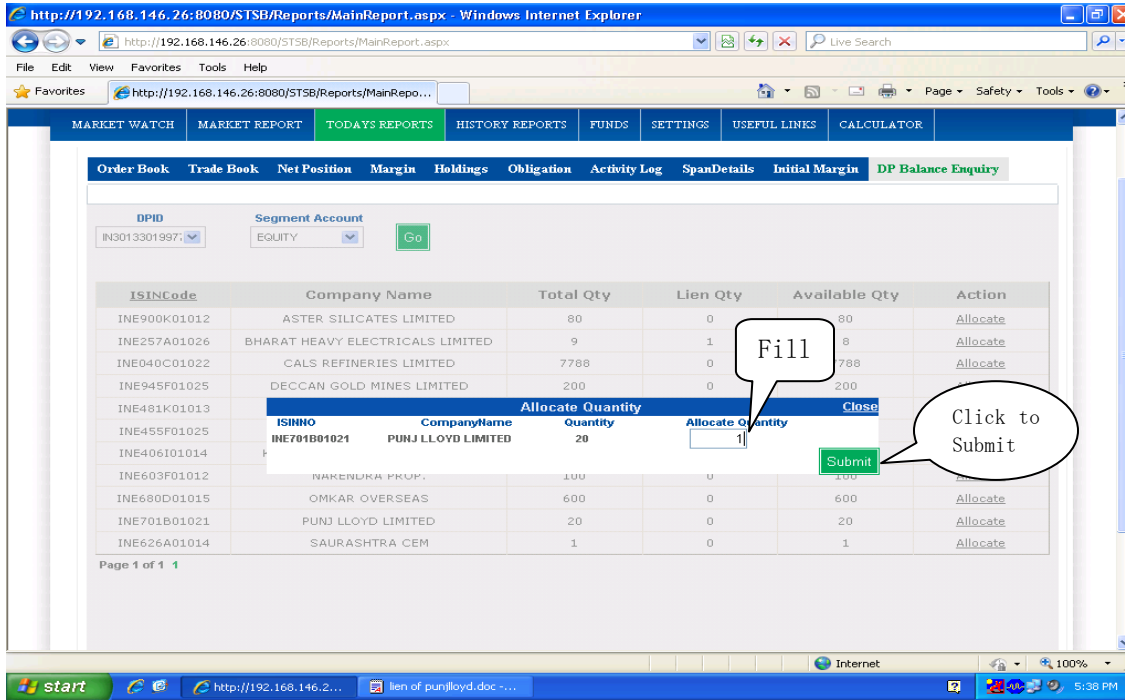 http://192.168.146.26:8080/STSB/Reports/MainReport.aspx - Windows Internet Explorer
http://192.168.146.26:8080/STSB/Reports/MainReport.aspx
Live Search
File Edit View Favorites Tools Help
Favorites http://192.168.146.26:8080/STSB/Reports/MainRepo... Page Safety Tools
MARKET WATCH MARKET REPORT TODAYS REPORTS HISTORY REPORTS FUNDS SETTINGS USEFUL LINKS CALCULATOR
Order Book Trade Book Net Position Margin Holdings Obligation Activity Log SpanDetails Initial Margin DP Balance Enquiry
DPID Segment Account
IN3013301997 EQUITY Go
ISINCode Company Name Total Qty Lien Qty Available Qty Action
INE900K01012 ASTER SILICATES LIMITED 80 0 80 Allocate
INE257A01026 BHARAT HEAVY ELECTRICALS LIMITED 9 1 8 Allocate
INE040C01022 CALS REFINERIES LIMITED 7788 0 7788 Allocate
INE945F01025 DECCAN GOLD MINES LIMITED 200 0 200
INE481K01013
INE455F01025
INE406I01014
INE603F01012 NARENDRA PROP. 100 0 100
INE680D01015 OMKAR OVERSEAS 600 0 600 Allocate
INE701B01021 PUNJ LLOYD LIMITED 20 0 20 Allocate
INE626A01014 SAURASHTRA CEM 1 0 1 Allocate
Page 1 of 1 1
Allocate Quantity Close
ISINNO CompanyName Quantity Allocate Quantity
INE701B01021 PUNJ LLOYD LIMITED 20 1
Submit
Fill
Click to
Submit
Internet 100%
start http://192.168.146.2... lien of punjlloyd.doc -... 5:38 PM